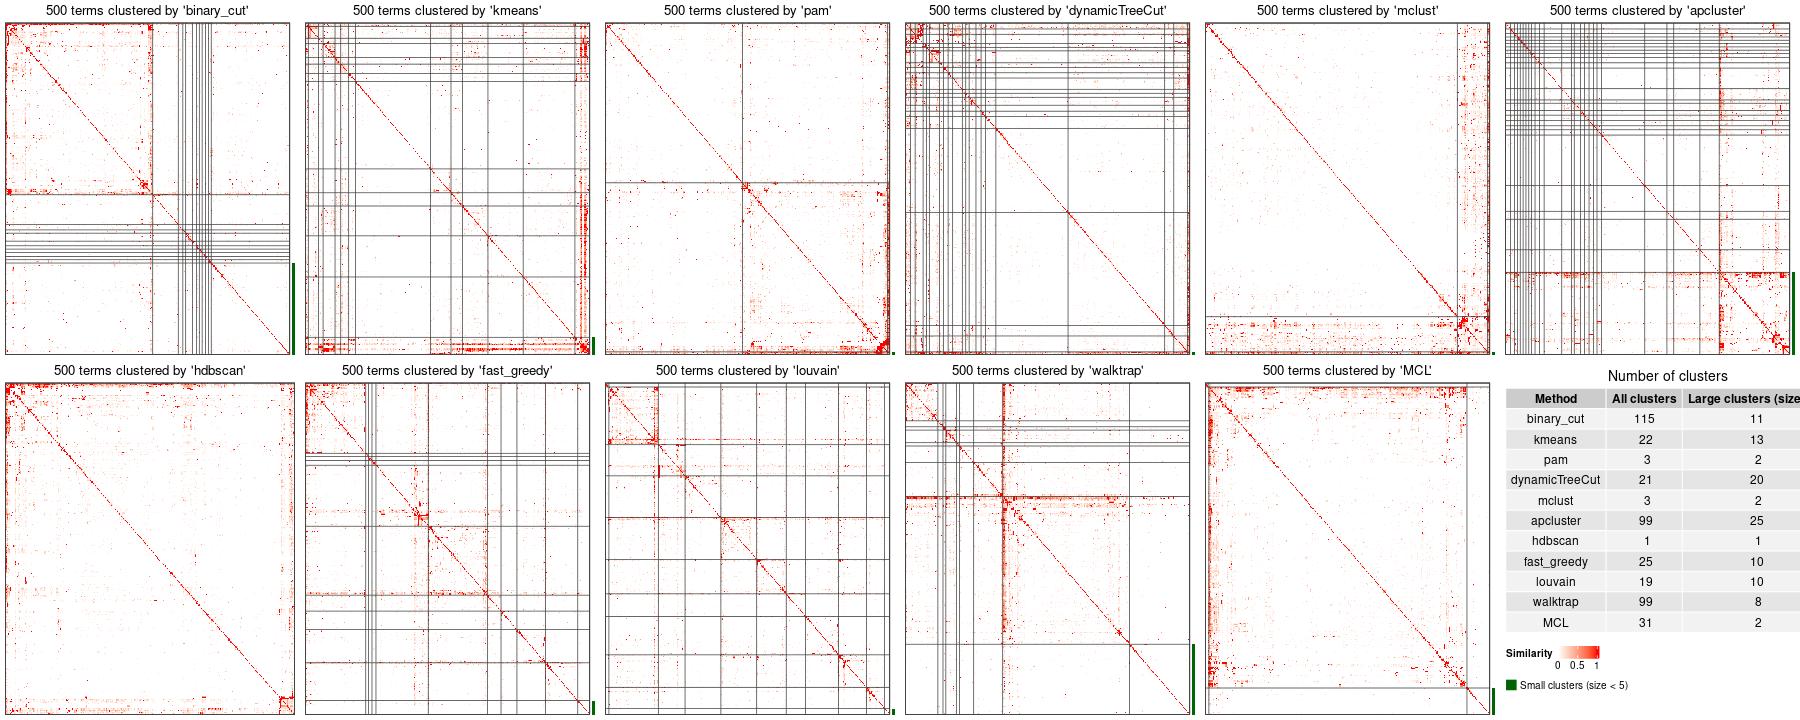 500 terms clustered by 'binary_cut'
500 terms clustered by 'kmeans'
500 terms clustered by 'pam'
500 terms clustered by 'dynamicTreeCut'
500 terms clustered by 'mclust'
500 terms clustered by 'apcluster'
500 terms clustered by 'hdbscan'
500 terms clustered by 'fast_greedy'
500 terms clustered by 'louvain'
500 terms clustered by 'walktrap'
500 terms clustered by 'MCL'
Number of clusters
Method All clusters Large clusters (size
binary_cut 115 11
kmeans 22 13
pam 3 2
dynamicTreeCut 21 20
mclust 3 2
apcluster 99 25
hdbscan 1 1
fast_greedy 25 10
louvain 19 10
walktrap 99 8
MCL 31 2
Similarity
0 0.5 1
Small clusters (size < 5)